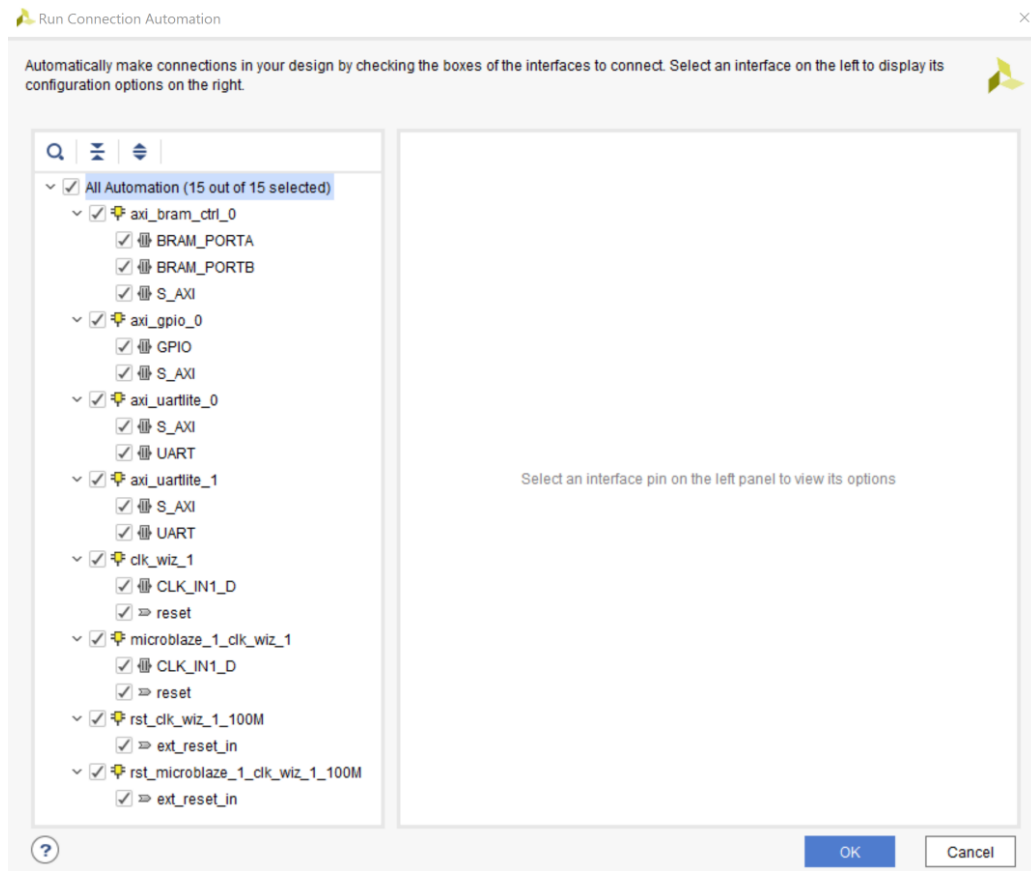 Run Connection Automation
Automatically make connections in your design by checking the boxes of the interfaces to connect. Select an interface on the left to display its
configuration options on the right.
All Automation (15 out of 15 selected)
axi_bram_ctrl_0
BRAM_PORTA
BRAM_PORTB
S_AXI
axi_gpio_0
GPIO
S_AXI
axi_uartlite_0
S_AXI
UART
axi_uartlite_1
S_AXI
UART
clk_wiz_1
CLK_IN1_D
reset
microblaze_1_clk_wiz_1
CLK_IN1_D
reset
rst_clk_wiz_1_100M
ext_reset_in
rst_microblaze_1_clk_wiz_1_100M
ext_reset_in
Select an interface pin on the left panel to view its options
?
OK
Cancel